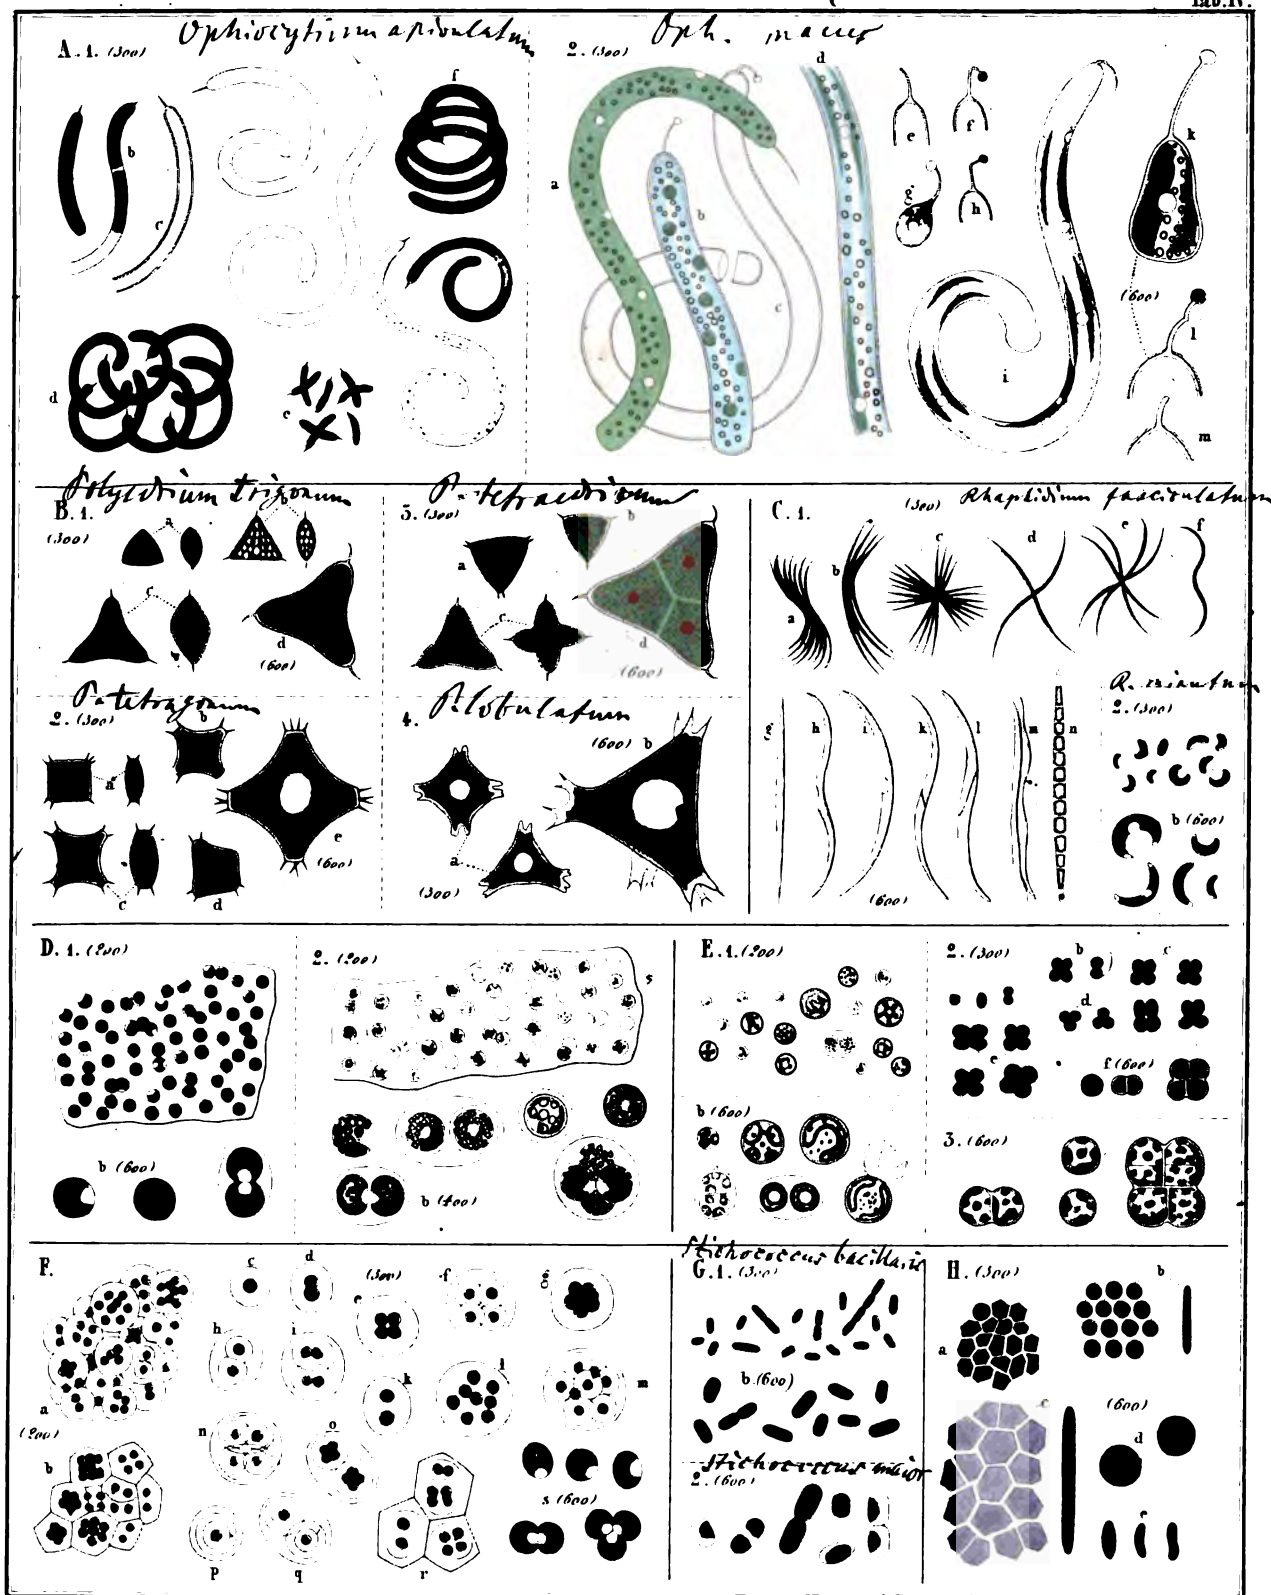 Tab.IV.
Ophiocytium apiculatum
Oph. maius
A.1. (300)
2. (300)
a
b
c
d
e
f
a
b
c
d
e
f
g
h
i
k
(600)
l
m
Polyedrium trigonum
P. tetraedricum
Rhaphidium fasciculatum
B.1.
(300)
a
c
d
(600)
3. (300)
a
b
c
d
(600)
C.1.
(300)
a
b
c
d
e
f
g
h
i
k
l
m
n
(600)
R. minutum
2. (300)
b (600)
P. tetragonum
2. (300)
a
b
c
d
e
(600)
P. lobulatum
4.
(600) b
a
(300)
D. 1. (200)
b (600)
2. (200)
s
b (400)
E.1. (200)
b (600)
2. (300)
b
c
d
e
f (600)
3. (600)
F.
a
(200)
b
c
d
(300)
e
f
g
h
i
k
l
m
n
o
p
q
r
s (600)
Stichococcus bacillaris
G.1. (300)
b (600)
Stichococcus maior
2. (600)
H. (300)
a
b
c
(600)
d
e